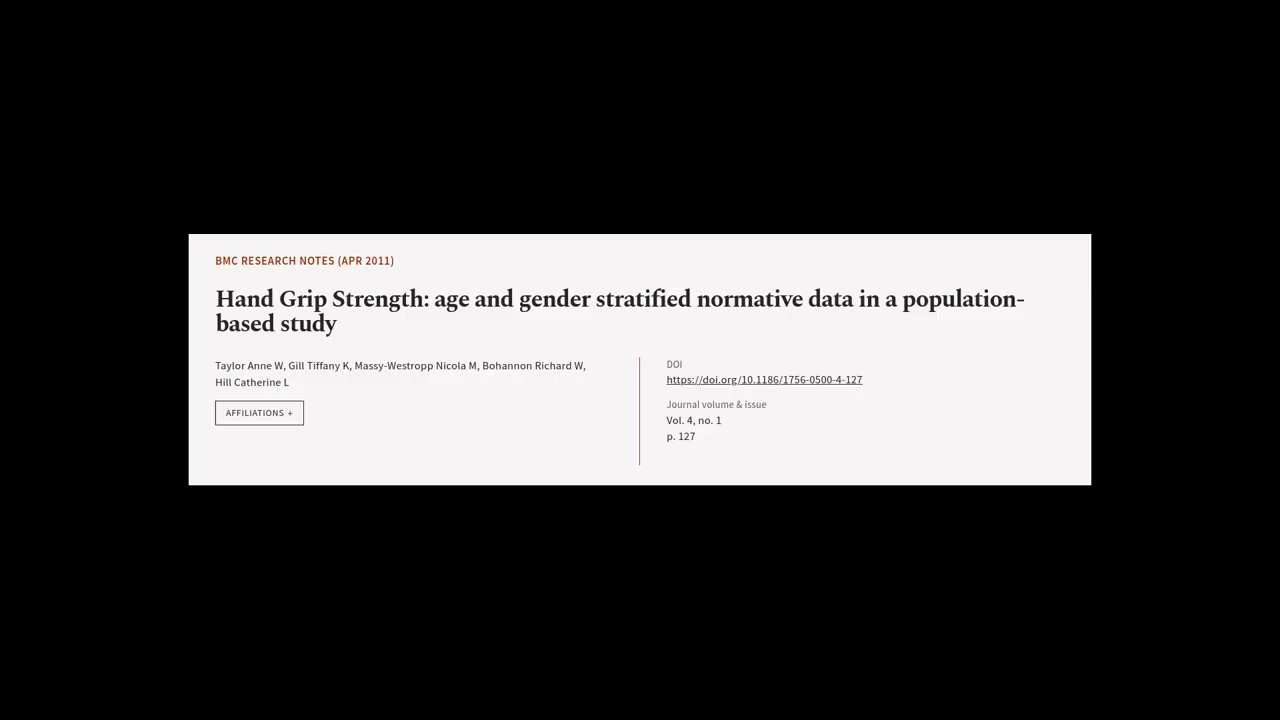 BMC RESEARCH NOTES (APR 2011)
Hand Grip Strength: age and gender stratified normative data in a population-
based study
Taylor Anne W, Gill Tiffany K, Massy-Westropp Nicola M, Bohannon Richard W,
Hill Catherine L
AFFILIATIONS +
DOI
https://doi.org/10.1186/1756-0500-4-127
Journal volume & issue
Vol. 4, no. 1
p. 127